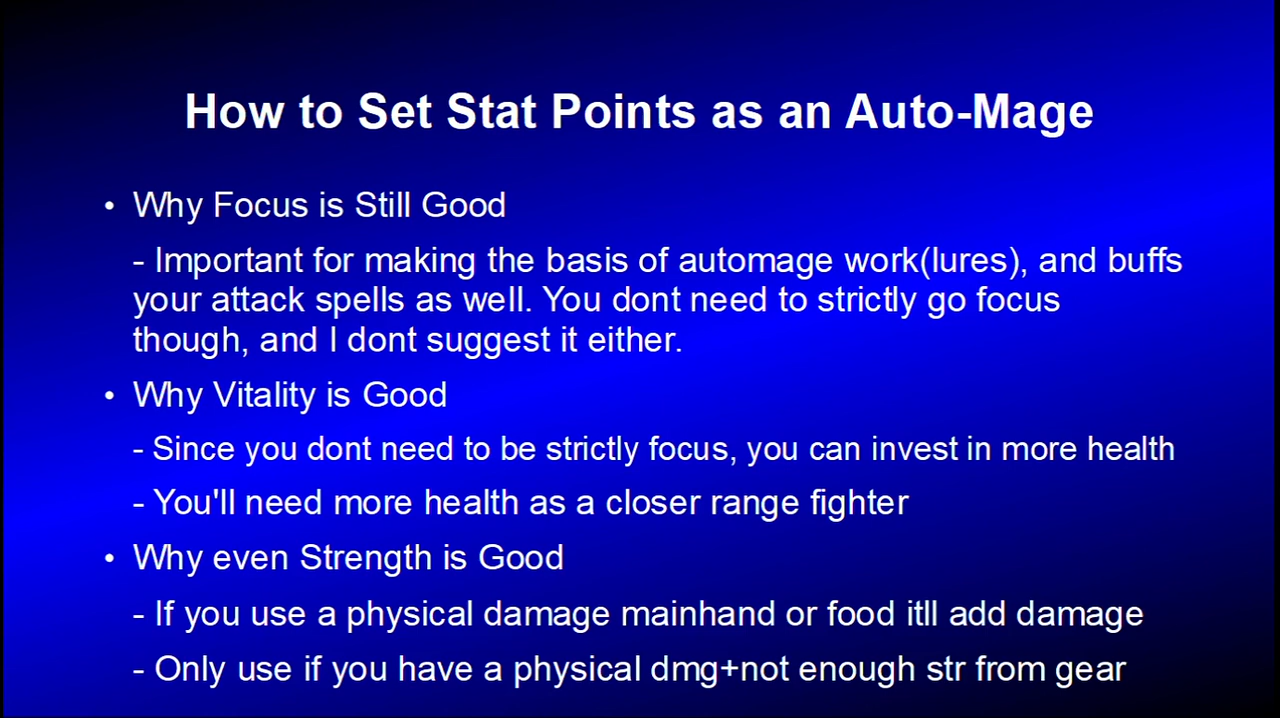 How to Set Stat Points as an Auto-Mage
• Why Focus is Still Good
- Important for making the basis of automage work(lures), and buffs
your attack spells as well. You dont need to strictly go focus
though, and I dont suggest it either.
• Why Vitality is Good
- Since you dont need to be strictly focus, you can invest in more health
- You'll need more health as a closer range fighter
• Why even Strength is Good
- If you use a physical damage mainhand or food itll add damage
- Only use if you have a physical dmg+not enough str from gear